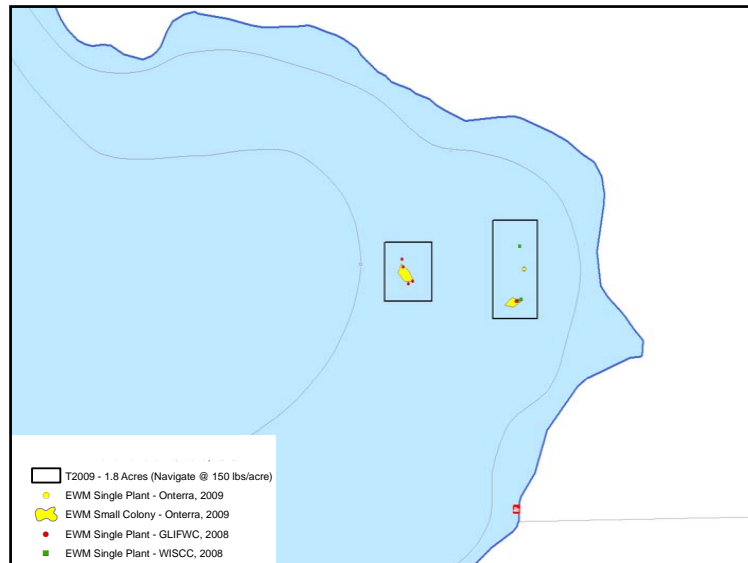 T2009 - 1.8 Acres (Navigate @ 150 lbs/acre)
EWM Single Plant - Onterra, 2009
EWM Small Colony - Onterra, 2009
EWM Single Plant - GLIFWC, 2008
EWM Single Plant - WISCC, 2008